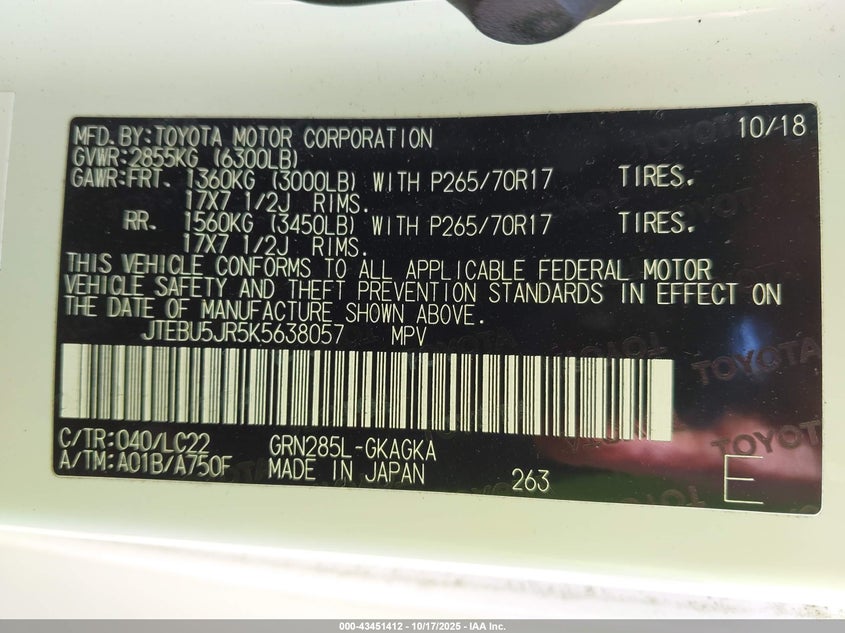 MFD.BY:TOYOTA MOTOR CORPORATION 10/18
GVWR:2855KG (6300LB)
GAWR:FRT. 1360KG (3000LB) WITH P265/70R17 TIRES.
17X7 1/2J RIMS.
RR. 1560KG (3450LB) WITH P265/70R17 TIRES.
17X7 1/2J RIMS.
THIS VEHICLE CONFORMS TO ALL APPLICABLE FEDERAL MOTOR
VEHICLE SAFETY AND THEFT PREVENTION STANDARDS IN EFFECT ON
THE DATE OF MANUFACTURE SHOWN ABOVE.
JTEBU5JR5K5638057 MPV
C/TR:040/LC22 GRN285L-GKAGKA
A/TM:A01B/A750F MADE IN JAPAN 263 E
000-43451412 - 10/17/2025 - IAA Inc.